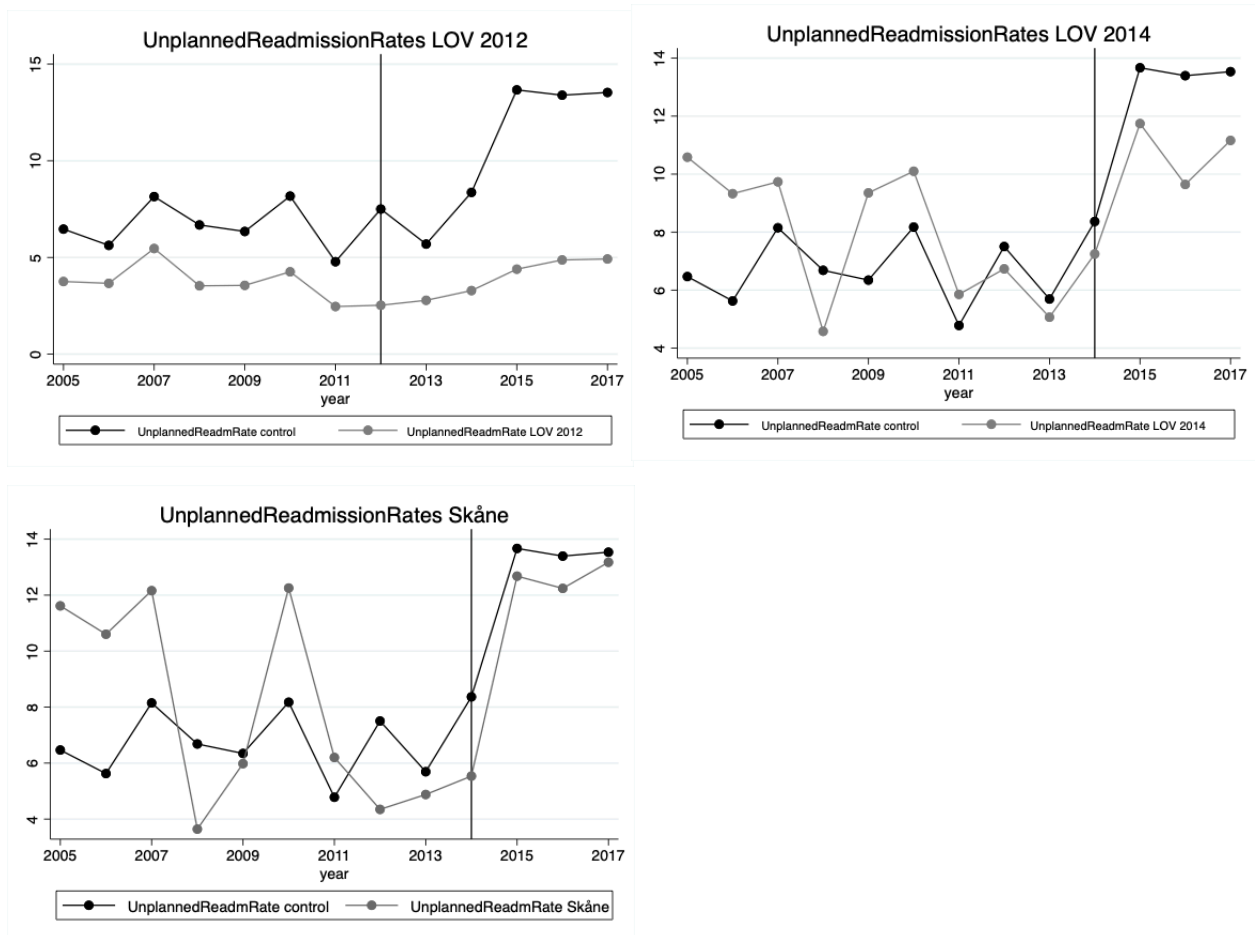 UnplannedReadmissionRates LOV 2012
15
10
5
0
2005 2007 2009 2011 2013 2015 2017
year
UnplannedReadmRate control UnplannedReadmRate LOV 2012
UnplannedReadmissionRates LOV 2014
14
12
10
8
6
4
2005 2007 2009 2011 2013 2015 2017
year
UnplannedReadmRate control UnplannedReadmRate LOV 2014
UnplannedReadmissionRates Skåne
14
12
10
8
6
4
2005 2007 2009 2011 2013 2015 2017
year
UnplannedReadmRate control UnplannedReadmRate Skåne